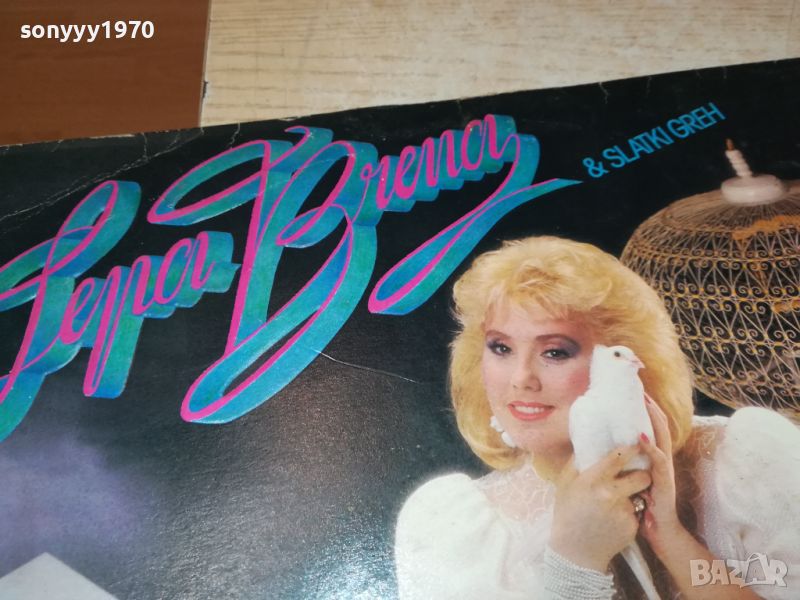 sonyyy1970
Lepa Brena
& SLATKI GREH
BAZAR